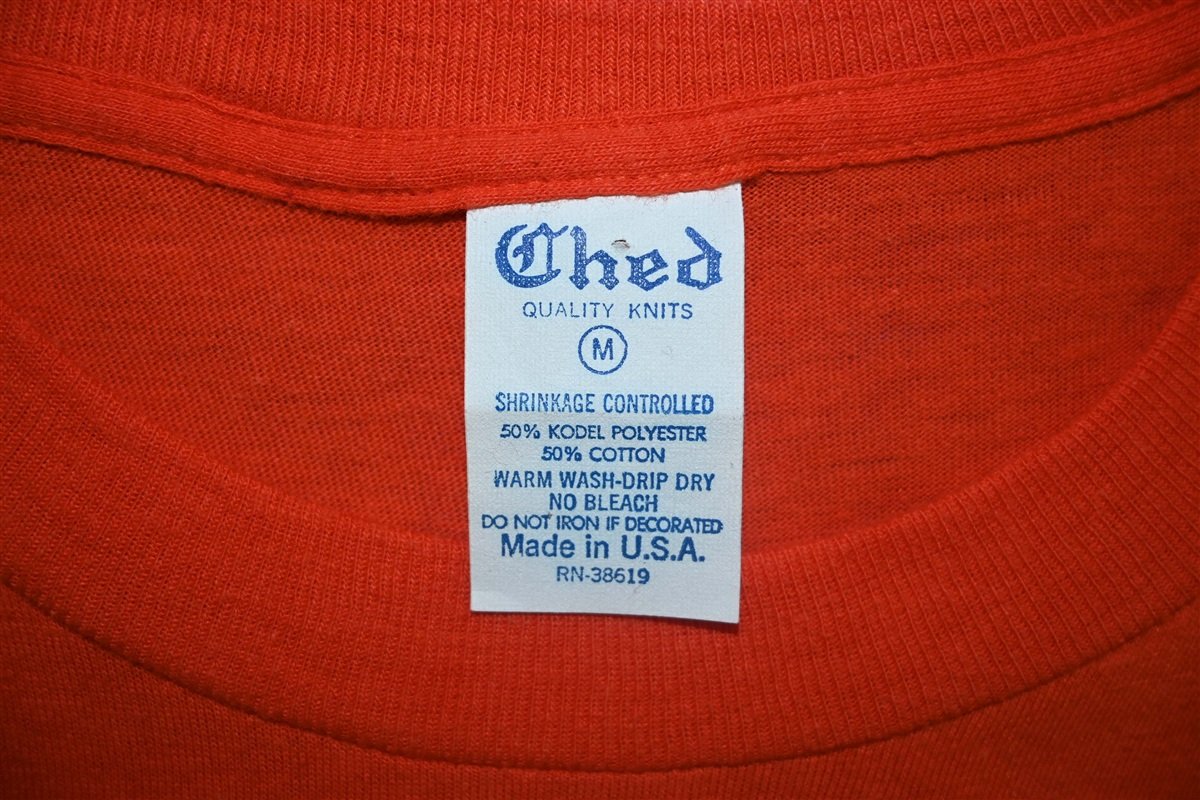 Ched
QUALITY KNITS
M
SHRINKAGE CONTROLLED
50% KODEL POLYESTER
50% COTTON
WARM WASH-DRIP DRY
NO BLEACH
DO NOT IRON IF DECORATED
Made in U.S.A.
RN-38619